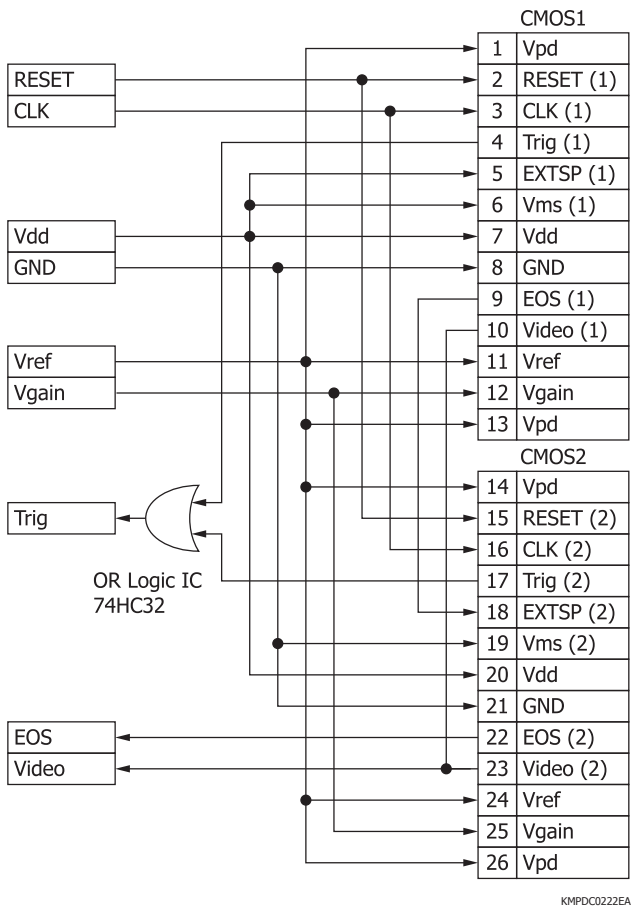 CMOS1
1 Vpd
RESET 2 RESET (1)
CLK 3 CLK (1)
4 Trig (1)
5 EXTSP (1)
6 Vms (1)
Vdd 7 Vdd
GND 8 GND
9 EOS (1)
10 Video (1)
Vref 11 Vref
Vgain 12 Vgain
13 Vpd
CMOS2
14 Vpd
Trig 15 RESET (2)
16 CLK (2)
OR Logic IC 17 Trig (2)
74HC32 18 EXTSP (2)
19 Vms (2)
20 Vdd
21 GND
EOS 22 EOS (2)
Video 23 Video (2)
24 Vref
25 Vgain
26 Vpd
KMPDC0222EA